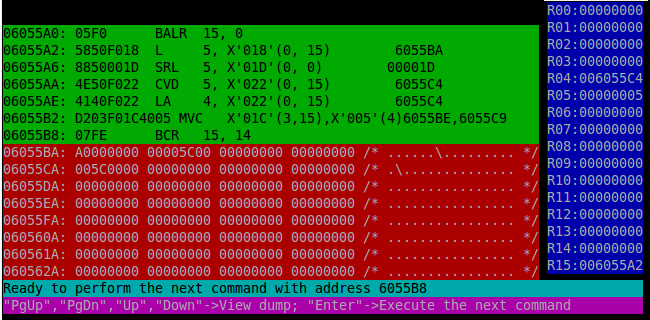 06055A0: 05F0 BALR 15, 0
06055A2: 5850F018 L 5, X'018'(0, 15) 6055BA
06055A6: 8850001D SRL 5, X'01D'(0, 0) 00001D
06055AA: 4E50F022 CVD 5, X'022'(0, 15) 6055C4
06055AE: 4140F022 LA 4, X'022'(0, 15) 6055C4
06055B2: D203F01C4005 MVC X'01C'(3,15),X'005'(4)6055BE,6055C9
06055B8: 07FE BCR 15, 14
06055BA: A0000000 00005C00 00000000 00000000 /* ......\......... */
06055CA: 005C0000 00000000 00000000 00000000 /* .\.............. */
06055DA: 00000000 00000000 00000000 00000000 /* ................ */
06055EA: 00000000 00000000 00000000 00000000 /* ................ */
06055FA: 00000000 00000000 00000000 00000000 /* ................ */
060560A: 00000000 00000000 00000000 00000000 /* ................ */
060561A: 00000000 00000000 00000000 00000000 /* ................ */
060562A: 00000000 00000000 00000000 00000000 /* ................ */
R00:00000000
R01:00000000
R02:00000000
R03:00000000
R04:006055C4
R05:00000005
R06:00000000
R07:00000000
R08:00000000
R09:00000000
R10:00000000
R11:00000000
R12:00000000
R13:00000000
R14:00000000
R15:006055A2
Ready to perform the next command with address 6055B8
"PgUp","PgDn","Up","Down"->View dump; "Enter"->Execute the next command